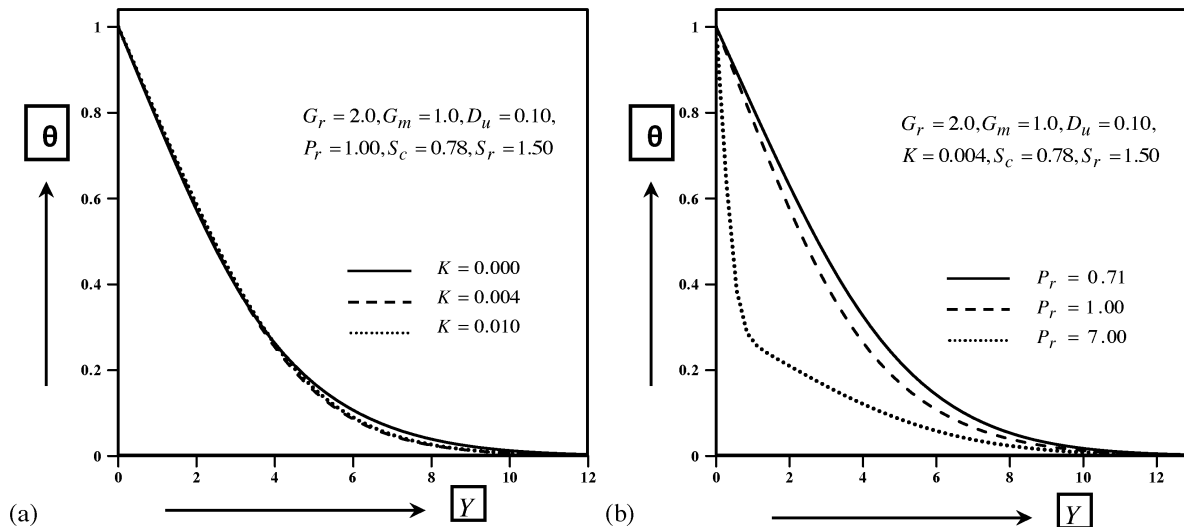 1
0.8
0.6
0.4
0.2
0
θ
G_r = 2.0, G_m = 1.0, D_u = 0.10,
P_r = 1.00, S_c = 0.78, S_r = 1.50
K = 0.000
K = 0.004
K = 0.010
0 2 4 6 8 10 12
(a)
Y
1
0.8
0.6
0.4
0.2
0
θ
G_r = 2.0, G_m = 1.0, D_u = 0.10,
K = 0.004, S_c = 0.78, S_r = 1.50
P_r = 0.71
P_r = 1.00
P_r = 7.00
0 2 4 6 8 10 12
(b)
Y